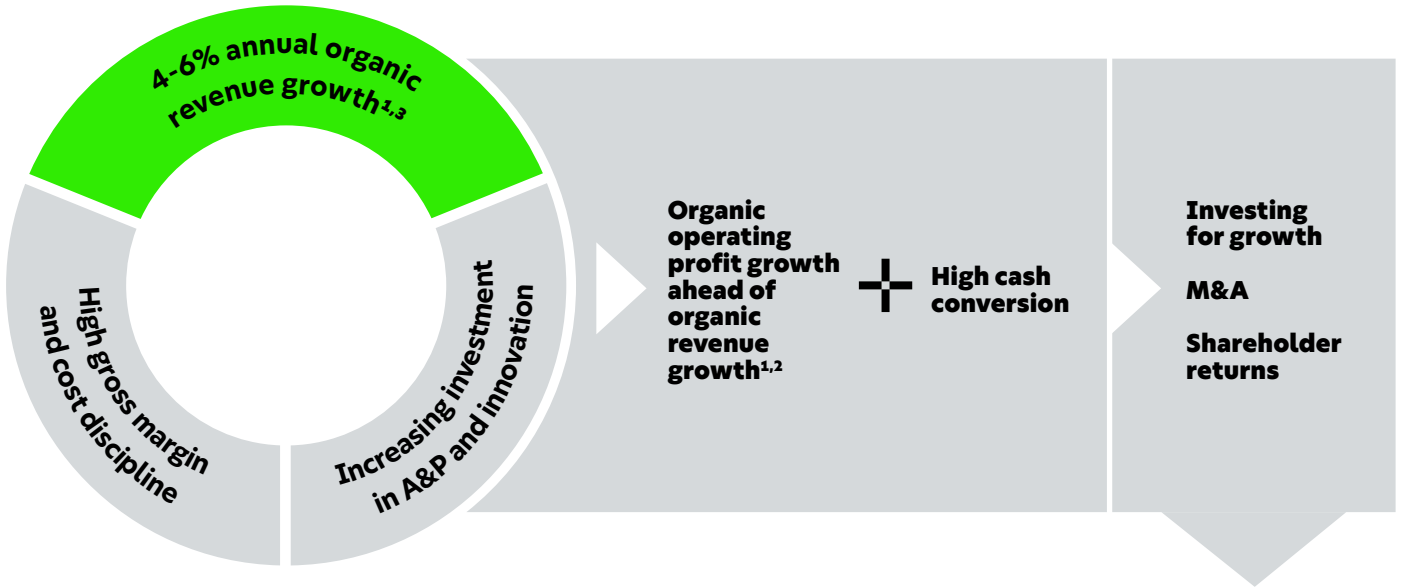 4-6% annual organic
revenue growth¹,³
High gross margin
and cost discipline
Increasing investment
in A&P and innovation
Organic
operating
profit growth
ahead of
organic
revenue
growth¹,²
High cash
conversion
Investing
for growth
M&A
Shareholder
returns